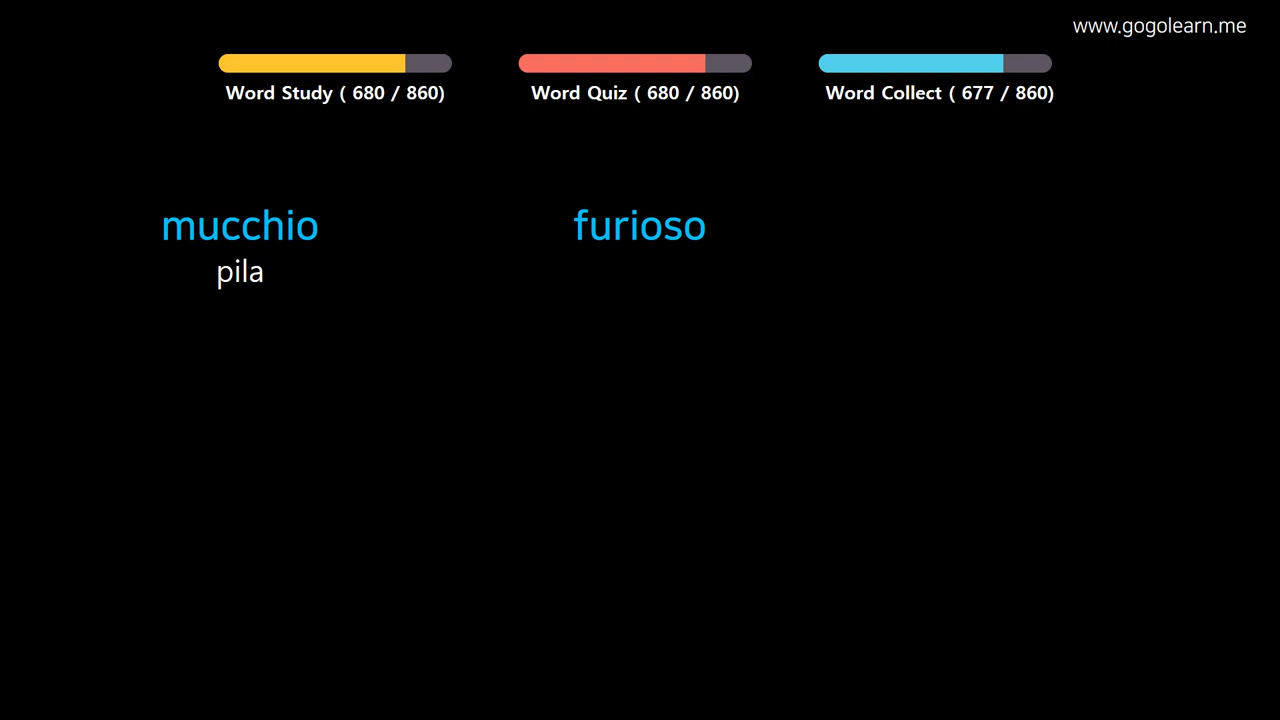 www.gogolearn.me
Word Study ( 680 / 860)
Word Quiz ( 680 / 860)
Word Collect ( 677 / 860)
mucchio
pila
furioso